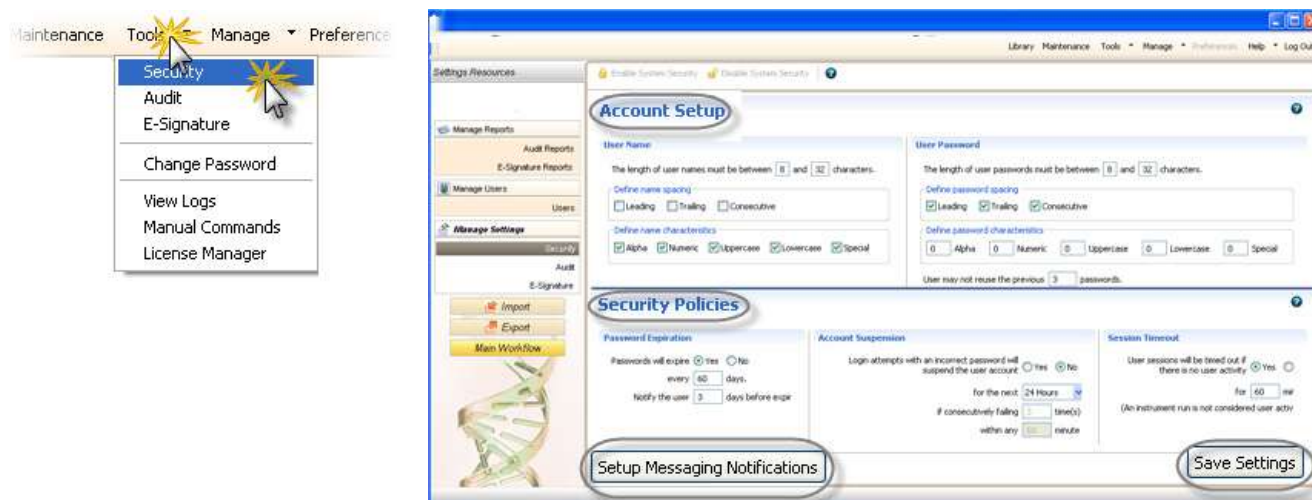 Maintenance Tools Manage Preference
Security
Audit
E-Signature
Change Password
View Logs
Manual Commands
License Manager
Library Maintenance Tools Manage Preferences Help Log Out
Settings Resources
Enable System Security Disable System Security
Manage Reports
Audit Reports
E-Signature Reports
Manage Users
Users
Manage Settings
Security
Audit
E-Signature
Import
Export
Main Workflow
Account Setup
User Name
The length of user names must be between 8 and 32 characters.
Define name spacing
Leading Trailing Consecutive
Define name characteristics
Alpha Numeric Uppercase Lowercase Special
User Password
The length of user passwords must be between 8 and 32 characters.
Define password spacing
Leading Trailing Consecutive
Define password characteristics
0 Alpha 0 Numeric 0 Uppercase 0 Lowercase 0 Special
User may not reuse the previous 3 passwords.
Security Policies
Password Expiration
Passwords will expire Yes No
every 60 days.
Notify the user 3 days before expir
Account Suspension
Login attempts with an incorrect password will
suspend the user account Yes No
for the next 24 Hours
if consecutively failing time(s)
within any minute
Session Timeout
User sessions will be timed out if
there is no user activity Yes
for 60
(An instrument run is not considered user activ
Setup Messaging Notifications
Save Settings